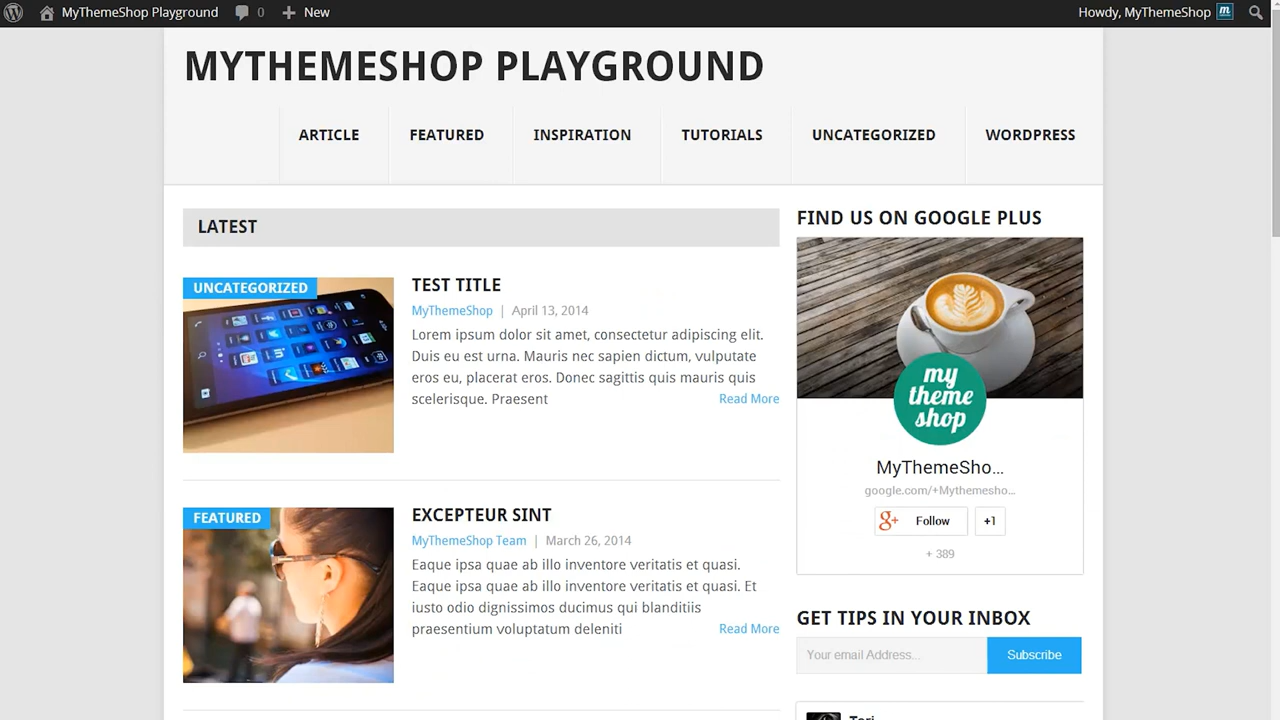 MyThemeShop Playground 0 New Howdy, MyThemeShop m
MYTHEMESHOP PLAYGROUND
ARTICLE FEATURED INSPIRATION TUTORIALS UNCATEGORIZED WORDPRESS
LATEST
UNCATEGORIZED
TEST TITLE
MyThemeShop | April 13, 2014
Lorem ipsum dolor sit amet, consectetur adipiscing elit.
Duis eu est urna. Mauris nec sapien dictum, vulputate
eros eu, placerat eros. Donec sagittis quis mauris quis
scelerisque. Praesent Read More
FEATURED
EXCEPTEUR SINT
MyThemeShop Team | March 26, 2014
Eaque ipsa quae ab illo inventore veritatis et quasi.
Eaque ipsa quae ab illo inventore veritatis et quasi. Et
iusto odio dignissimos ducimus qui blanditiis
praesentium voluptatum deleniti Read More
FIND US ON GOOGLE PLUS
my
theme
shop
MyThemeSho...
google.com/+Mythemesho...
g+ Follow +1
+ 389
GET TIPS IN YOUR INBOX
Your email Address... Subscribe